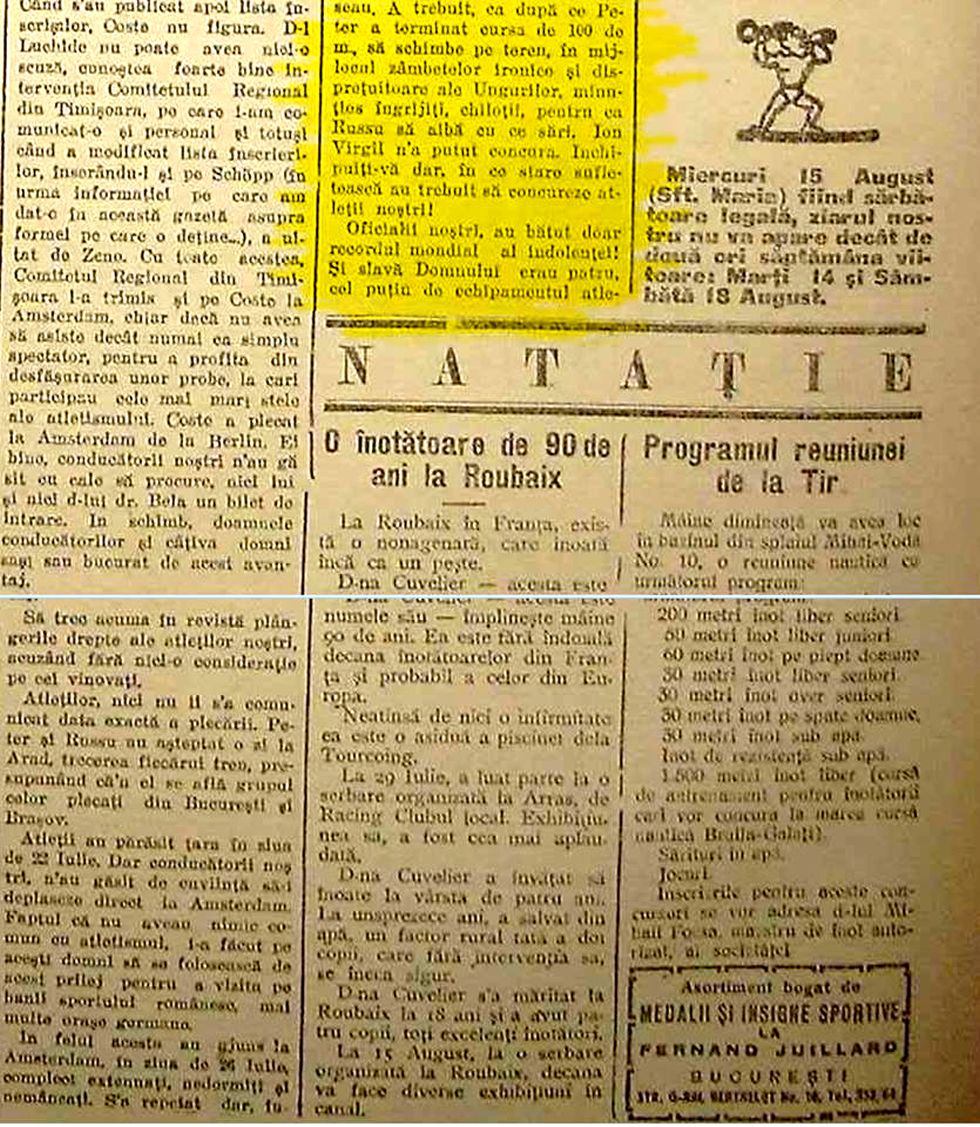 Când s'au publicat apoi lista în-
scrișilor, Costo nu figura. D-l
Luchide nu poate avea nici-o
scuză, cunoștea foarte bine in-
tervenția Comitetului Regional
din Timișoara, pe care i-am co-
municat-o și personal și totuși
când a modificat lista înscrieri-
lor, înserându-l și pe Schöpp (în
urma informației pe care am
dat-o în această gazetă asupra
formei pe care o deține...), a ui-
tat de Zeno. Cu toate acestea,
Comitetul Regional din Timi-
șoara l-a trimis și pe Costo la
Amsterdam, chiar dacă nu avea
să asiste decât numai ca simplu
spectator, pentru a profita din
desfășurarea unor probe, la cari
participau cele mai mari stele
ale atletismului. Costo a plecat
la Amsterdam de la Berlin. Ei
bine, conducătorii noștri n'au gă
sit cu cale să procure, nici lui
și nici d-lui dr. Bela un bilet de
intrare. In schimb, doamnele
conducătorilor și câțiva domni
sași sau bucurat de acest avan-
taj.
Să trec acuma în revistă plân-
gerile drepte ale atleților noștri,
acuzând fără nici-o considerație
pe cei vinovați.
Atleților, nici nu li s'a comu-
nicat data exactă a plecării. Pe-
ter și Russu au așteptat o zi la
Arad, trecerea fiecărui tren, pre-
supunând că'n el se află grupul
celor plecați din București și
Brașov.
Atleții au părăsit țara în ziua
de 22 Iulie. Dar conducătorii noș
tri, n'au găsit de cuviință să-i
deplaseze direct la Amsterdam.
Faptul că nu aveau nimic co-
mun cu atletismul, i-a făcut pe
acești domni să se folosească de
acest prilej pentru a vizita pe
banii sportului românesc, mai
multe orașe germane.
In felul acesta au ajuns la
Amsterdam, în ziua de 26 Iulie,
complect extenuați, nedormiți și
nemâncați. S'a repetat dar, în-
seau. A trebuit, ca după ce Pe-
ter a terminat cursa de 100 de
m., să schimbe pe teren, în mij-
locul zâmbetelor ironice și dis-
prețuitoare ale Ungurilor, minu-
țios îngrijiți, chiloții, pentru ca
Russu să aibă cu ce sări. Ion
Virgil n'a putut concura. Inchi-
puiți-vă dar, în ce stare sufle-
tească au trebuit să concureze at-
leții noștri!
Oficialii noștri, au bătut doar
recordul mondial al indolenței!
Și slavă Domnului erau patru,
cel puțin de echipamentul atle-
Miercuri 15 August
(Sft. Maria) fiind sărbă-
toare legală, ziarul nos-
tru nu va apare decât de
două ori săptămâna vii-
toare: Marți 14 și Sâm-
bătă 18 August.
NATAȚIE
O înotătoare de 90 de
ani la Roubaix
La Roubaix în Franța, exis-
tă o nonagenară, care înoată
încă ca un pește.
D-na Cuvelier — acesta este
numele său — împlinește mâine
90 de ani. Ea este fără îndoială
decana înotătoarelor din Fran-
ța și probabil a celor din Eu-
ropa.
Neatinsă de nici o infirmitate
ea este o asiduă a piscinei dela
Tourcoing.
La 29 Iulie, a luat parte la o
serbare organizată la Arras, de
Racing Clubul local. Exhibițiu-
nea sa, a fost cea mai aplau-
dată.
D-na Cuvelier a învățat să
înoate la vârsta de patru ani.
La unsprezece ani, a salvat din
apă, un factor rural tată a doi
copii, care fără intervenția sa,
se îneca sigur.
D-na Cuvelier s'a măritat la
Roubaix la 18 ani și a avut pa-
tru copii, toți excelenți înotători.
La 15 August, la o serbare
organizată la Roubaix, decana
va face diverse exhibițiuni în
canal.
Programul reuniunei
de la Tir
Mâine dimineață va avea loc
în bazinul din splaiul Mihai-Vodă
No. 10, o reuniune nautică cu
următorul program:
200 metri înot liber seniori.
50 metri înot liber juniori.
60 metri înot pe piept doamne.
50 metri înot liber seniori.
50 metri înot over seniori.
50 metri înot pe spate doamne.
50 metri înot sub apă.
Inot de rezistență sub apă.
1.500 metri înot liber (cursă
de antrenament pentru înotătorii
cari vor concura la marea cursă
nautică Brăila-Galați).
Sărituri în apă.
Jocuri.
Inscrierile pentru aceste con-
cursuri se vor adresa d-lui Mi-
hail maestru de înot auto-
rizat, al societății
Asortiment bogat de
MEDALII ȘI INSIGNE SPORTIVE
LA
FERNAND JUILLARD
BUCUREȘTI
STR. G-RAL BERTHELOT No. Tel.